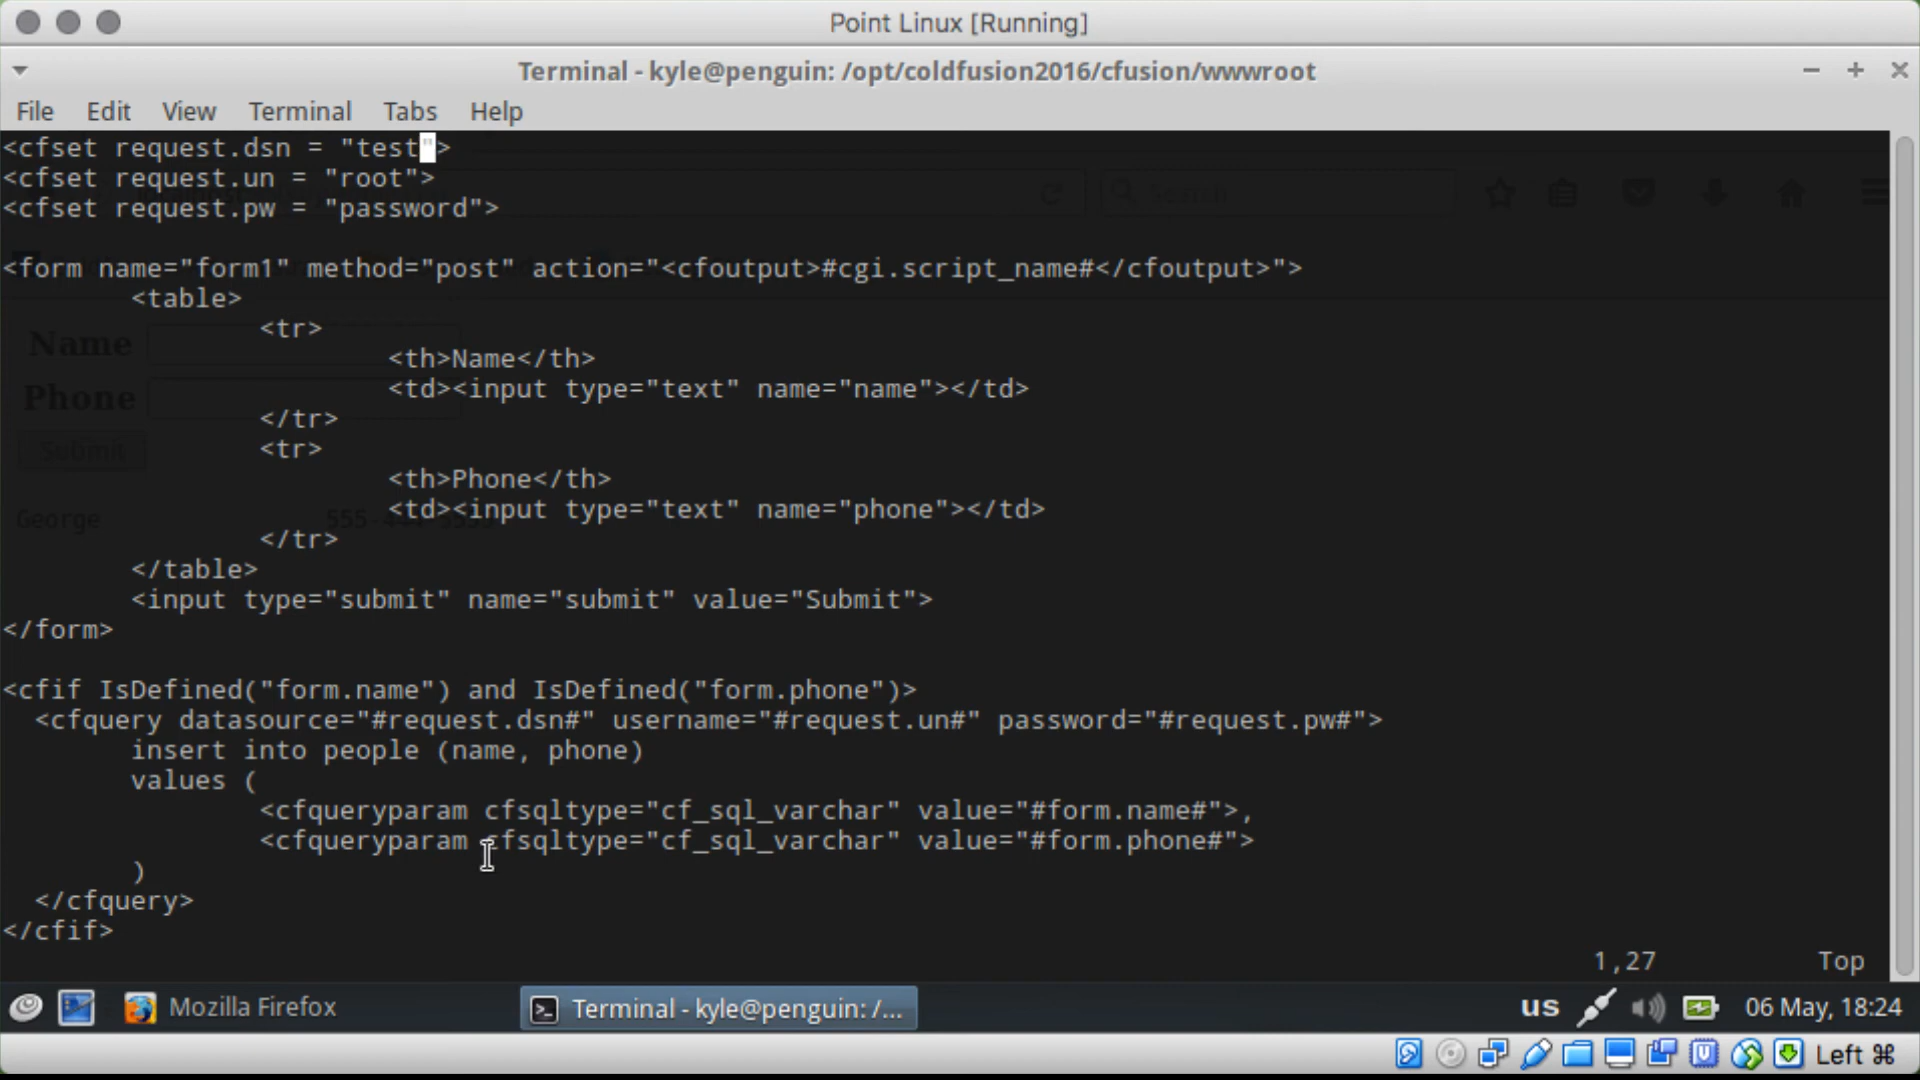 Point Linux [Running]
Terminal - kyle@penguin: /opt/coldfusion2016/cfusion/wwwroot
File Edit View Terminal Tabs Help
<cfset request.dsn = "test">
<cfset request.un = "root">
Search
<cfset request.pw = "password">
<form name="form1" method="post" action="<cfoutput>#cgi.script_name#</cfoutput>">
<table>
<tr>
Name
<th>Name</th>
<td><input type="text" name="name"></td>
Phone
</tr>
<tr>
Submit
<th>Phone</th>
<td><input type="text" name="phone"></td>
George
</tr>
</table>
<input type="submit" name="submit" value="Submit">
</form>
<cfif IsDefined("form.name") and IsDefined("form.phone")>
<cfquery datasource="#request.dsn#" username="#request.un#" password="#request.pw#">
insert into people (name, phone)
values (
<cfqueryparam cfsqltype="cf_sql_varchar" value="#form.name#">,
<cfqueryparam cfsqltype="cf_sql_varchar" value="#form.phone#">
)
</cfquery>
</cfif>
1,27 Top
Mozilla Firefox
Terminal - kyle@penguin: /...
us
06 May, 18:24
Left ⌘